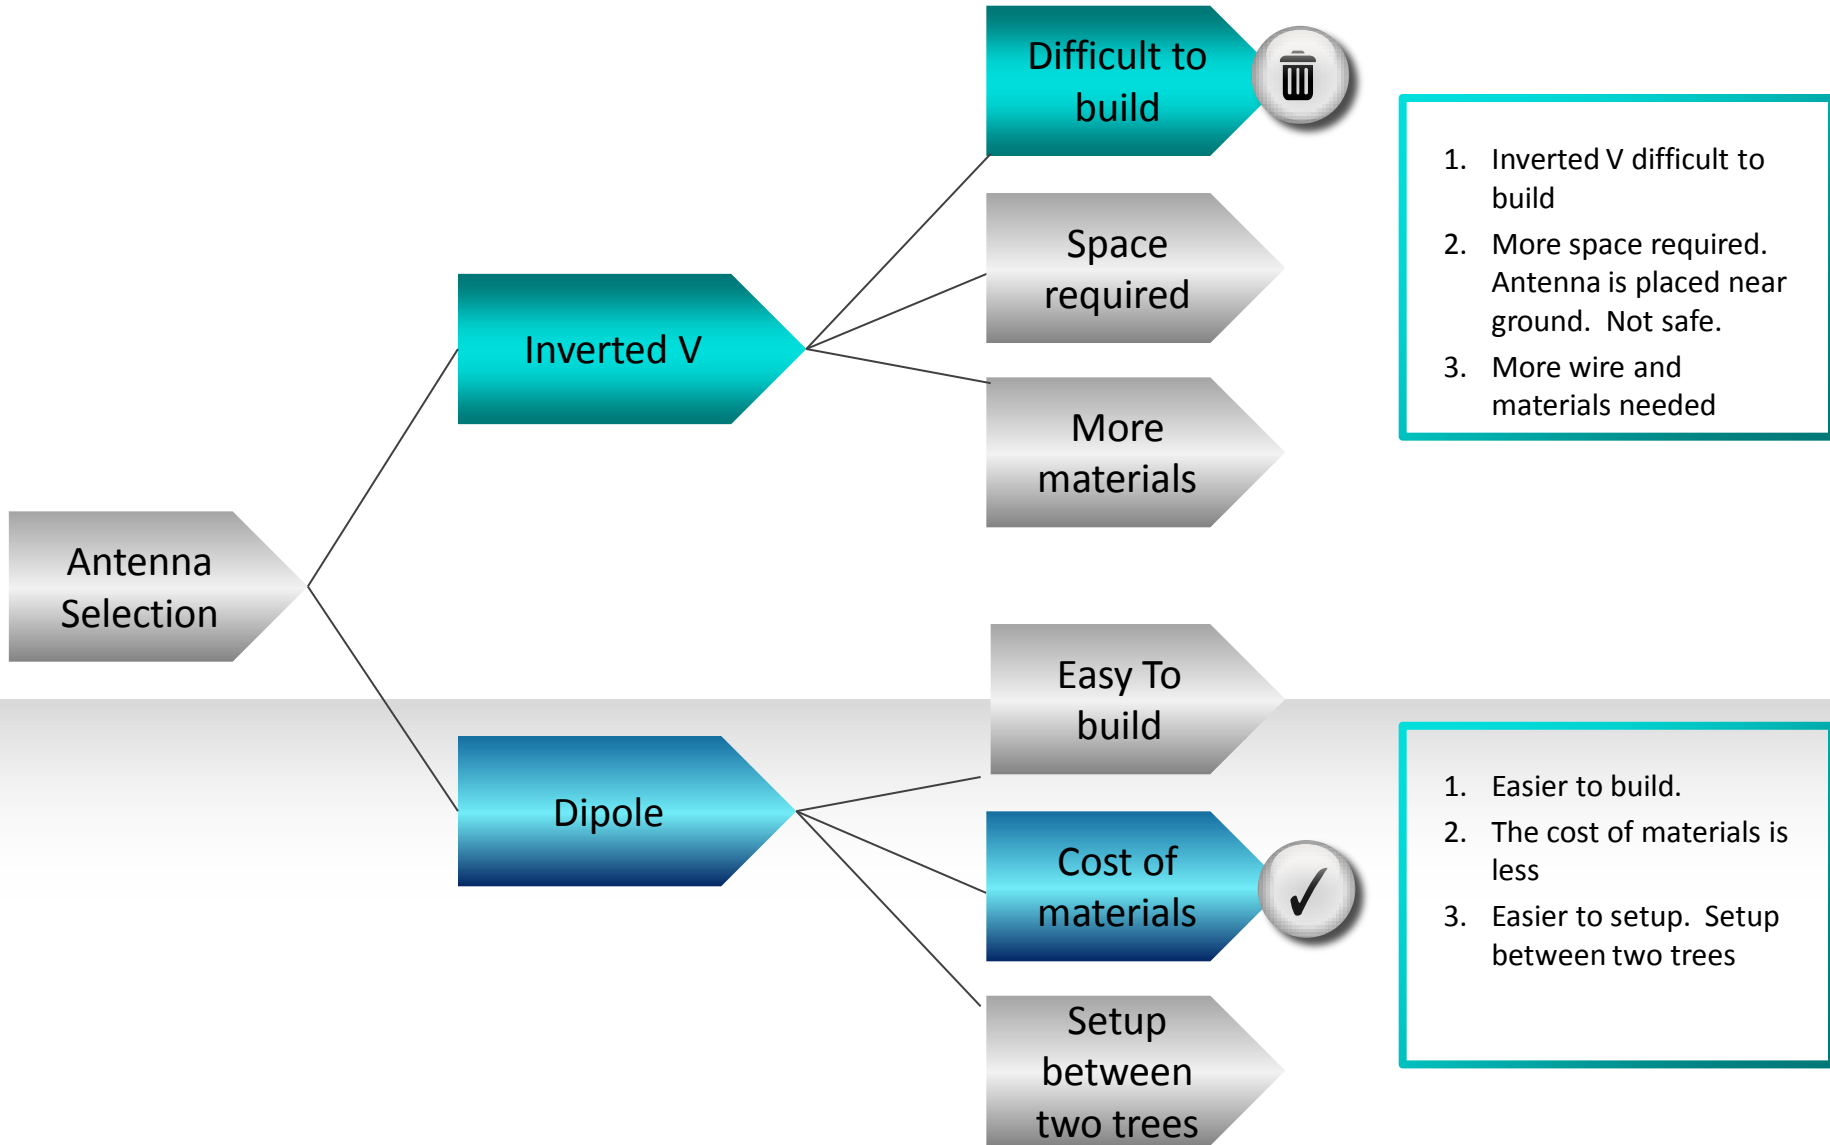 Difficult to
build
1. Inverted V difficult to
build
2. More space required.
Antenna is placed near
ground. Not safe.
3. More wire and
materials needed
Space
required
Inverted V
More
materials
Antenna
Selection
Easy To
build
Dipole
Cost of
materials
1. Easier to build.
2. The cost of materials is
less
3. Easier to setup. Setup
between two trees
Setup
between
two trees